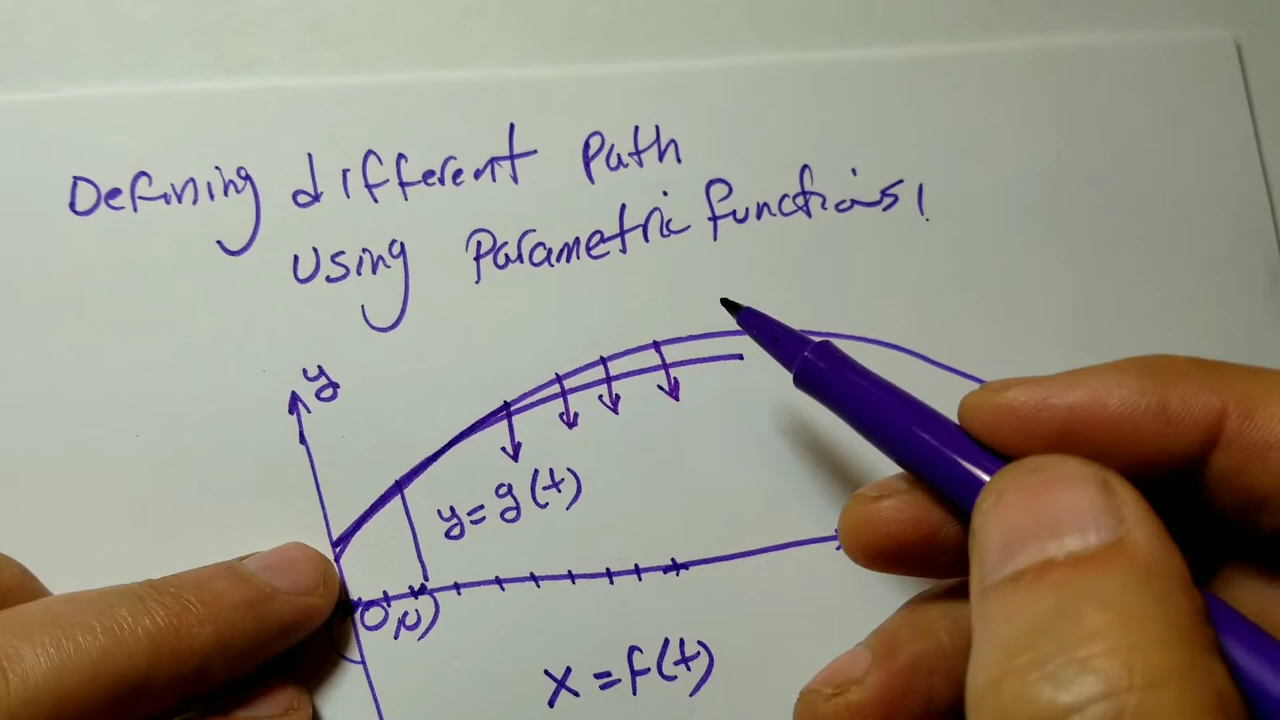 Defining different Path
Using Parametric functions!
y
y = g(t)
(0,0)
x = f(t)